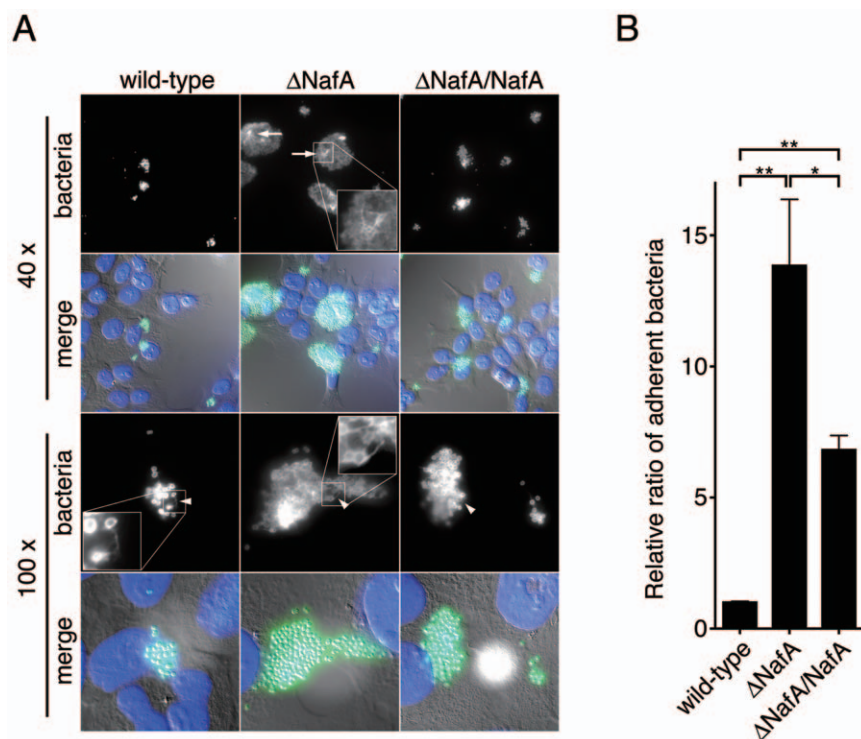 A
wild-type
ΔNafA
ΔNafA/NafA
40 x
bacteria
merge
100 x
bacteria
merge
B
**
** *
Relative ratio of adherent bacteria
15
10
5
0
wild-type
ΔNafA
ΔNafA/NafA